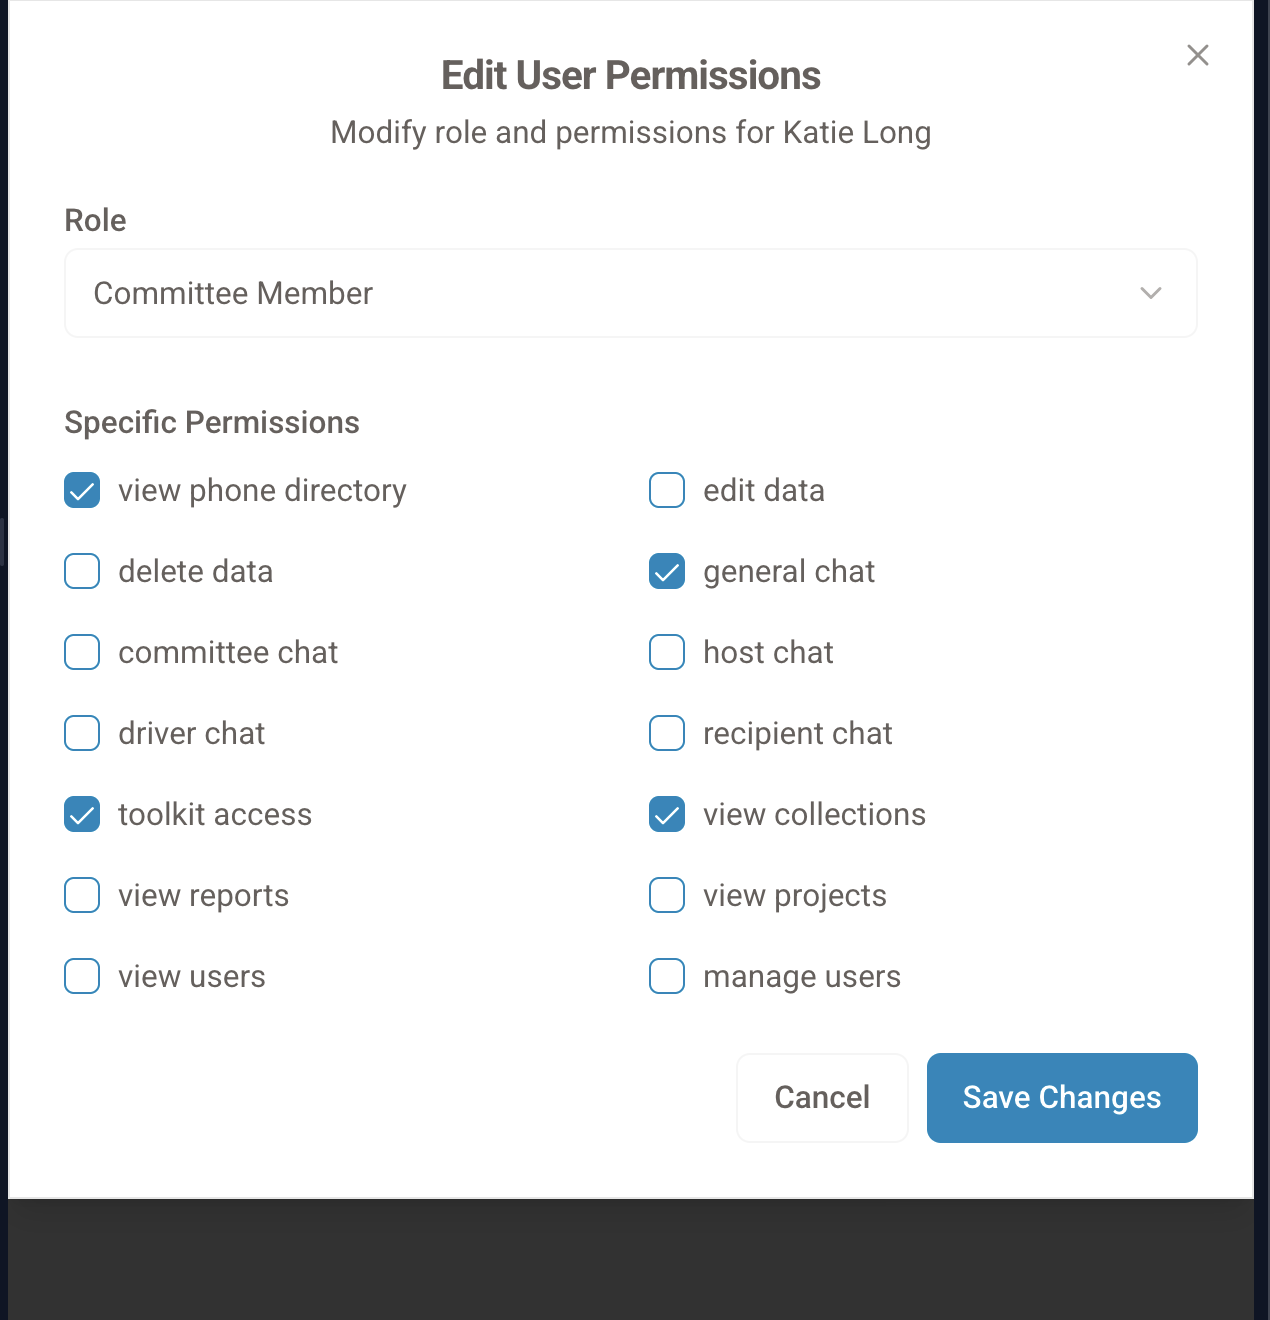 Edit User Permissions
Modify role and permissions for Katie Long
Role
Committee Member
Specific Permissions
view phone directory
edit data
delete data
general chat
committee chat
host chat
driver chat
recipient chat
toolkit access
view collections
view reports
view projects
view users
manage users
Cancel
Save Changes